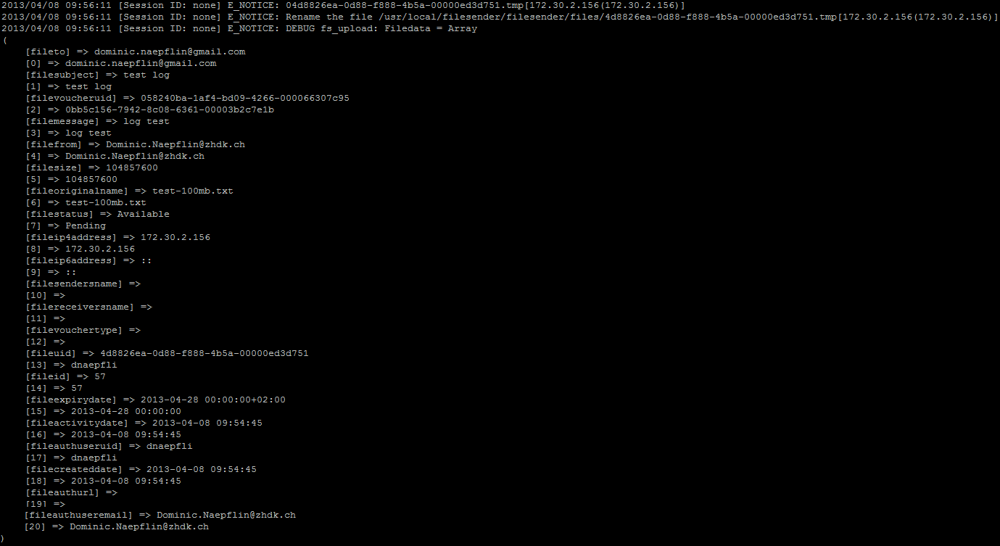 2013/04/08 09:56:11 [Session ID: none] E_NOTICE: 04d8826ea-0d88-f888-4b5a-00000ed3d751.tmp[172.30.2.156(172.30.2.156)]
2013/04/08 09:56:11 [Session ID: none] E_NOTICE: Rename the file /usr/local/filesender/filesender/files/4d8826ea-0d88-f888-4b5a-00000ed3d751.tmp[172.30.2.156(172.30.2.156)]
2013/04/08 09:56:11 [Session ID: none] E_NOTICE: DEBUG fs_upload: Filedata = Array
(
    [fileto] => dominic.naepflin@gmail.com
    [0] => dominic.naepflin@gmail.com
    [filesubject] => test log
    [1] => test log
    [filevoucheruid] => 058240ba-1af4-bd09-4266-000066307c95
    [2] => 0bb5c156-7942-8c08-6361-00003b2c7e1b
    [filemessage] => log test
    [3] => log test
    [filefrom] => Dominic.Naepflin@zhdk.ch
    [4] => Dominic.Naepflin@zhdk.ch
    [filesize] => 104857600
    [5] => 104857600
    [fileoriginalname] => test-100mb.txt
    [6] => test-100mb.txt
    [filestatus] => Available
    [7] => Pending
    [fileip4address] => 172.30.2.156
    [8] => 172.30.2.156
    [fileip6address] => ::
    [9] => ::
    [filesendersname] =>
    [10] =>
    [filereceiversname] =>
    [11] =>
    [filevouchertype] =>
    [12] =>
    [fileuid] => 4d8826ea-0d88-f888-4b5a-00000ed3d751
    [13] => dnaepfli
    [fileid] => 57
    [14] => 57
    [fileexpirydate] => 2013-04-28 00:00:00+02:00
    [15] => 2013-04-28 00:00:00
    [fileactivitydate] => 2013-04-08 09:54:45
    [16] => 2013-04-08 09:54:45
    [fileauthuseruid] => dnaepfli
    [17] => dnaepfli
    [filecreateddate] => 2013-04-08 09:54:45
    [18] => 2013-04-08 09:54:45
    [fileauthurl] =>
    [19] =>
    [fileauthuseremail] => Dominic.Naepflin@zhdk.ch
    [20] => Dominic.Naepflin@zhdk.ch
)